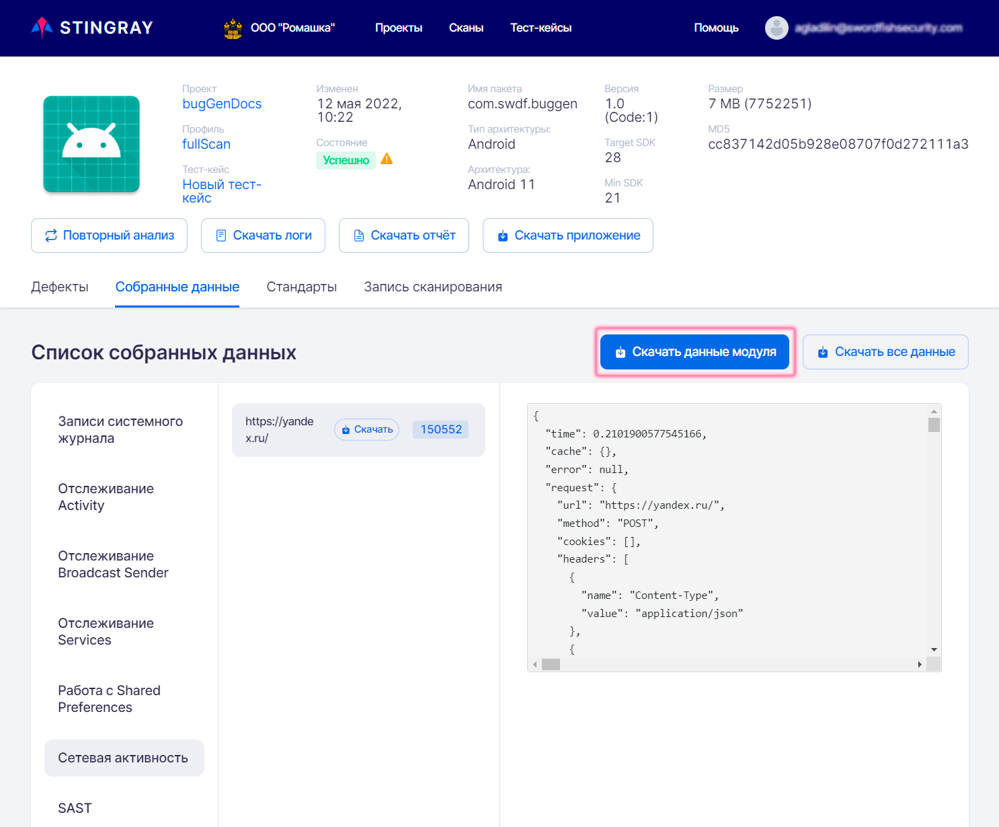 STINGRAY
ООО "Ромашка"
Проекты
Сканы
Тест-кейсы
Помощь
agladilin@swordfishsecurity.com
Проект
bugGenDocs
Профиль
fullScan
Тест-кейс
Новый тест-
кейс
Изменен
12 мая 2022,
10:22
Состояние
Успешно
Имя пакета
com.swdf.buggen
Тип архитектуры:
Android
Архитектура:
Android 11
Версия
1.0
(Code:1)
Target SDK
28
Min SDK
21
Размер
7 MB (7752251)
MD5
cc837142d05b928e08707f0d272111a3
Повторный анализ
Скачать логи
Скачать отчёт
Скачать приложение
Дефекты
Собранные данные
Стандарты
Запись сканирования
Список собранных данных
Скачать данные модуля
Скачать все данные
Записи системного
журнала
Отслеживание
Activity
Отслеживание
Broadcast Sender
Отслеживание
Services
Работа с Shared
Preferences
Сетевая активность
SAST
https://yande
x.ru/
Скачать
150552
{
"time": 0.2101900577545166,
"cache": {},
"error": null,
"request": {
"url": "https://yandex.ru/",
"method": "POST",
"cookies": [],
"headers": [
{
"name": "Content-Type",
"value": "application/json"
},
{